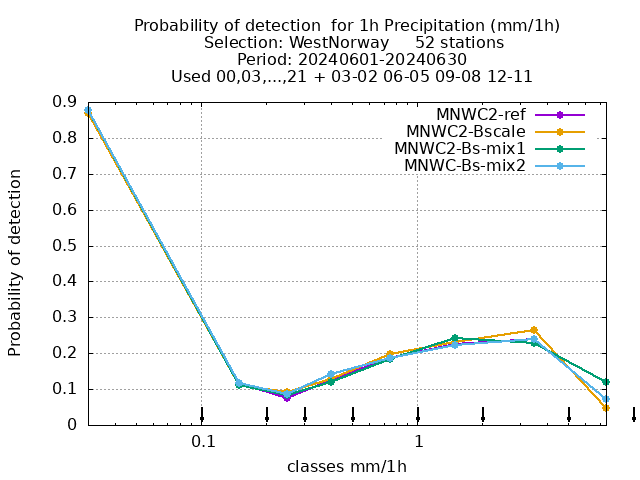 Probability of detection  for 1h Precipitation (mm/1h)
Selection: WestNorway     52 stations
Period: 20240601-20240630
Used 00,03,...,21 + 03-02 06-05 09-08 12-11
MNWC2-ref
MNWC2-Bscale
MNWC2-Bs-mix1
MNWC-Bs-mix2
Probability of detection
0.9
0.8
0.7
0.6
0.5
0.4
0.3
0.2
0.1
0
0.1 1
classes mm/1h